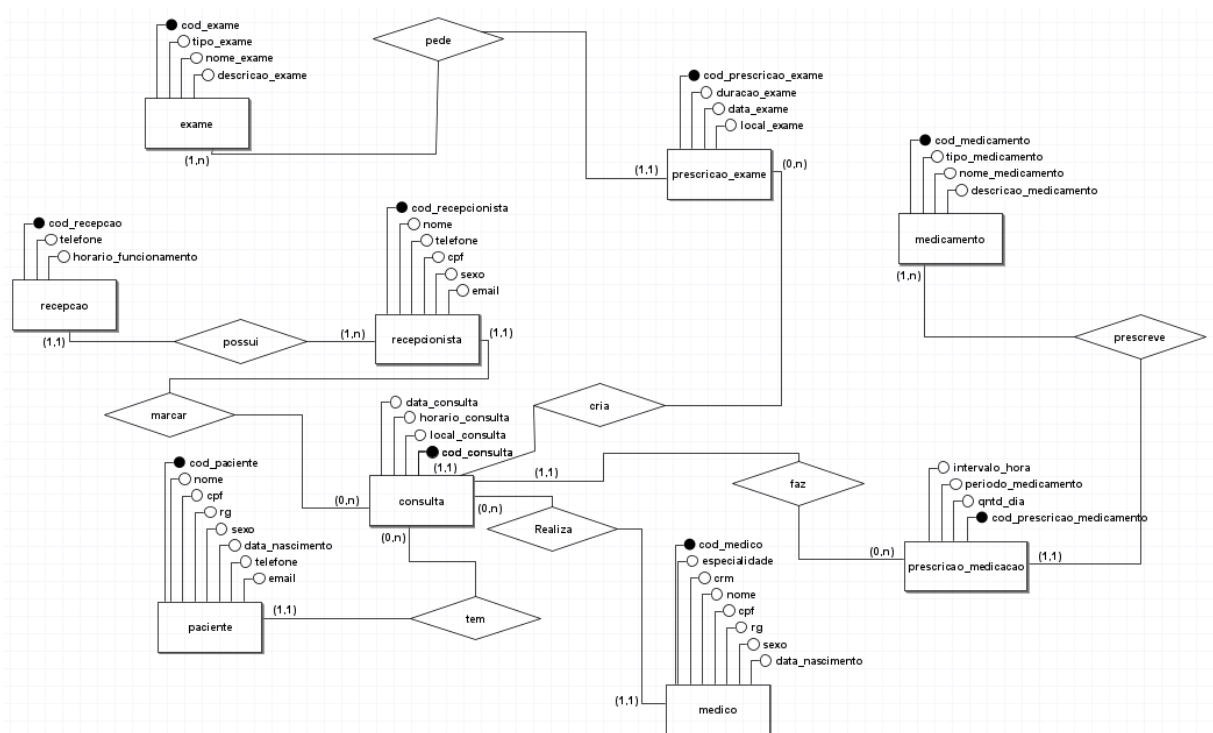 cod_exame
tipo_exame
nome_exame
descricao_exame
exame
(1,n)
pede
cod_prescricao_exame
duracao_exame
data_exame
local_exame
(1,1)
prescricao_exame
(0,n)
cod_medicamento
tipo_medicamento
nome_medicamento
descricao_medicamento
medicamento
(1,n)
prescreve
cod_recepcao
telefone
horario_funcionamento
recepcao
(1,1)
possui
(1,n)
cod_recepcionista
nome
telefone
cpf
sexo
email
recepcionista
(1,1)
marcar
cria
data_consulta
horario_consulta
local_consulta
cod_consulta
(1,1)
(1,1)
consulta
(0,n)
(0,n)
(0,n)
faz
Realiza
intervalo_hora
periodo_medicamento
qntd_dia
cod_prescricao_medicamento
(0,n)
prescricao_medicacao
(1,1)
cod_paciente
nome
cpf
rg
sexo
data_nascimento
telefone
email
paciente
(1,1)
tem
cod_medico
especialidade
crm
nome
cpf
rg
sexo
data_nascimento
(1,1)
medico